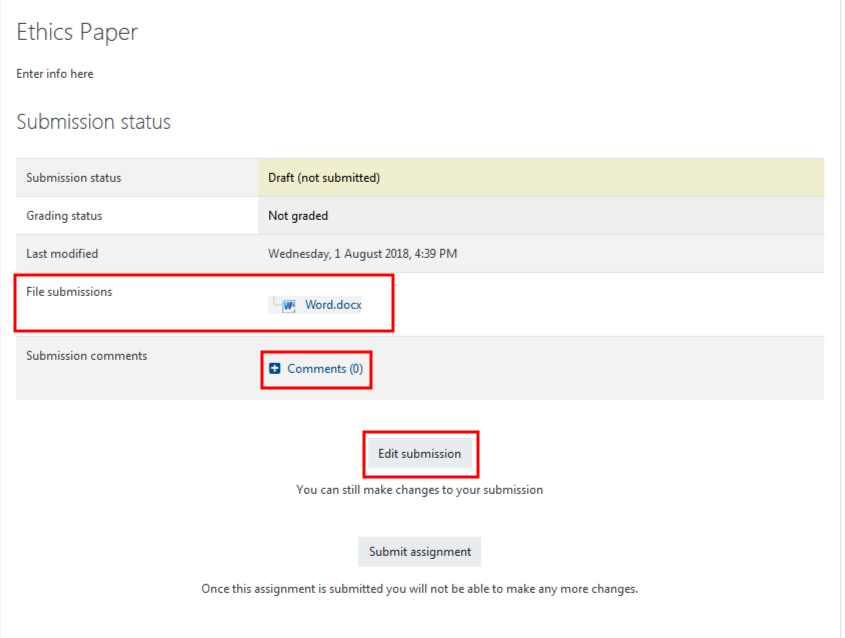 Ethics Paper
Enter info here
Submission status
Submission status Draft (not submitted)
Grading status Not graded
Last modified Wednesday, 1 August 2018, 4:39 PM
File submissions
Word.docx
Submission comments
Comments (0)
Edit submission
You can still make changes to your submission
Submit assignment
Once this assignment is submitted you will not be able to make any more changes.